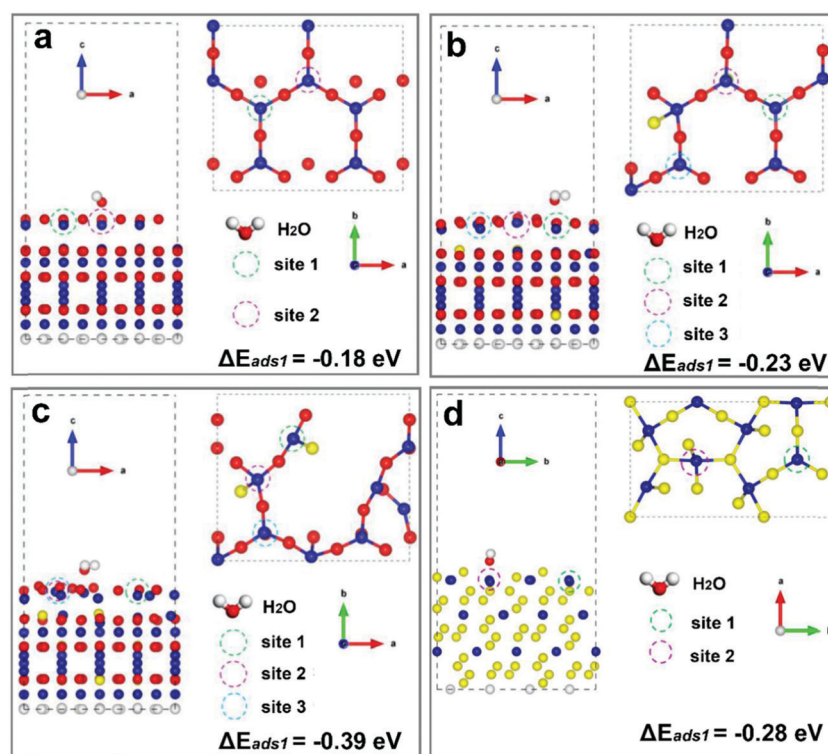 a
c
a
H₂O
site 1
site 2
b
a
ΔEads1 = -0.18 eV
b
c
a
H₂O
site 1
site 2
site 3
b
a
ΔEads1 = -0.23 eV
c
c
a
H₂O
site 1
site 2
site 3
b
a
ΔEads1 = -0.39 eV
d
c
b
H₂O
site 1
site 2
a
ΔEads1 = -0.28 eV